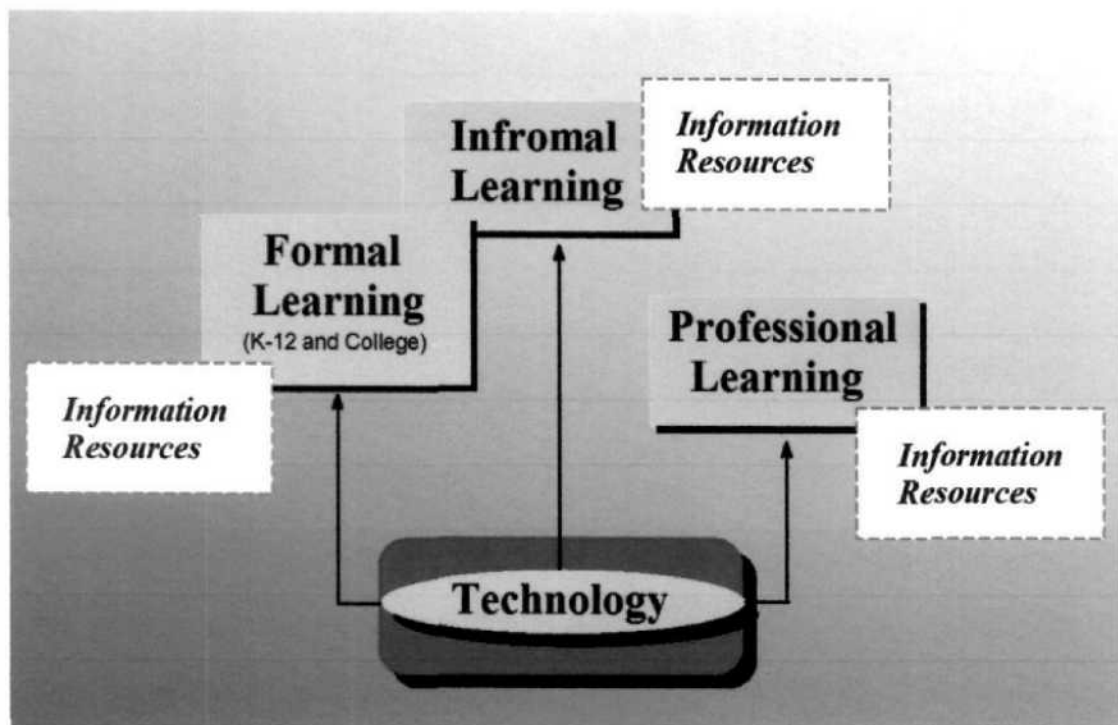 Infromal
Learning
Information
Resources
Formal
Learning
(K-12 and College)
Information
Resources
Professional
Learning
Information
Resources
Technology